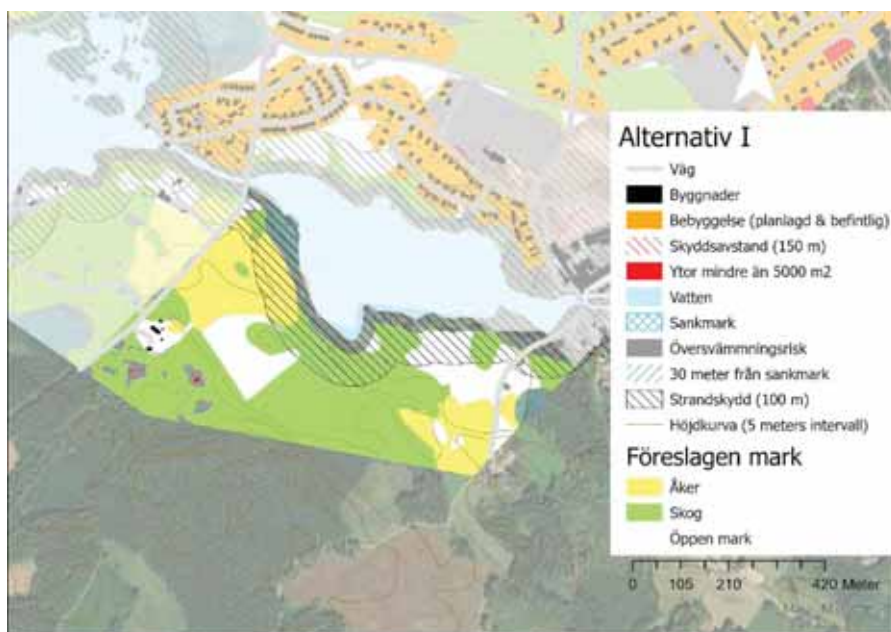 Alternativ I
Väg
Byggnader
Bebyggelse (planlagd & befintlig)
Skyddsavstand (150 m)
Ytor mindre än 5000 m2
Vatten
Sankmark
Översvämmningsrisk
30 meter från sankmark
Strandskydd (100 m)
Höjdkurva (5 meters intervall)
Föreslagen mark
Åker
Skog
Öppen mark
0 105 210 420 Meter